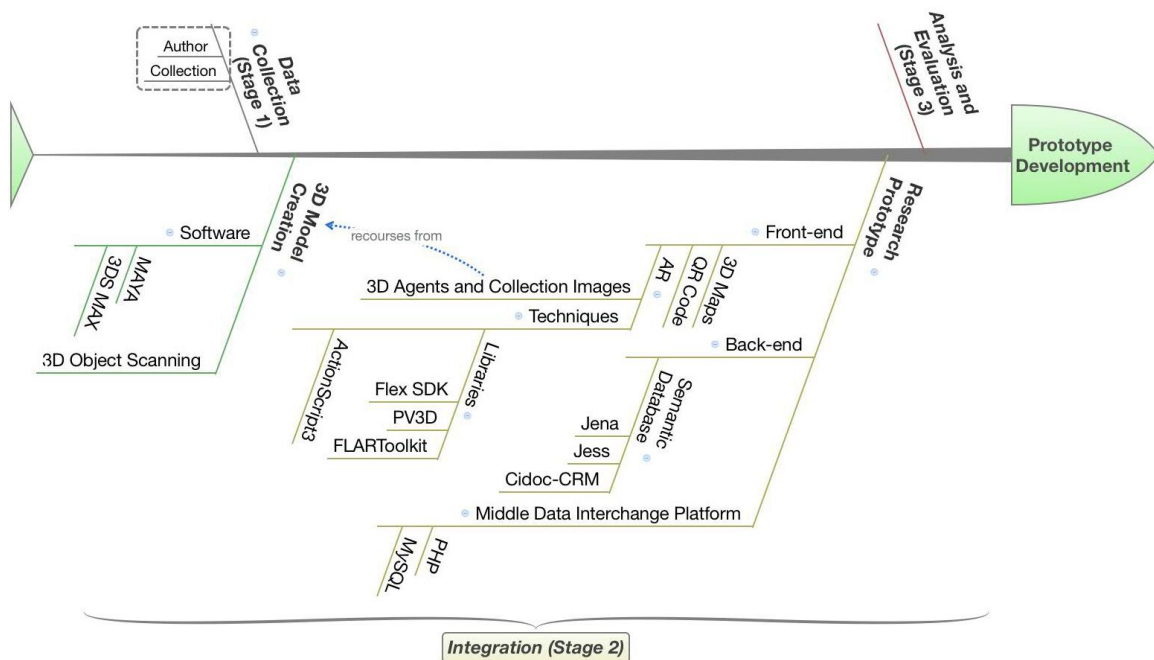 Author
Collection
Data
Collection
(Stage 1)
Analysis and
Evaluation
(Stage 3)
Prototype
Development
3D Model
Creation
Software
MAYA
3DS MAX
3D Object Scanning
recourses from
Research
Prototype
Front-end
3D Maps
QR Code
AR
3D Agents and Collection Images
Techniques
Libraries
Flex SDK
PV3D
FLARToolkit
ActionScript3
Back-end
Semantic
Database
Jena
Jess
Cidoc-CRM
Middle Data Interchange Platform
PHP
MySQL
Integration (Stage 2)